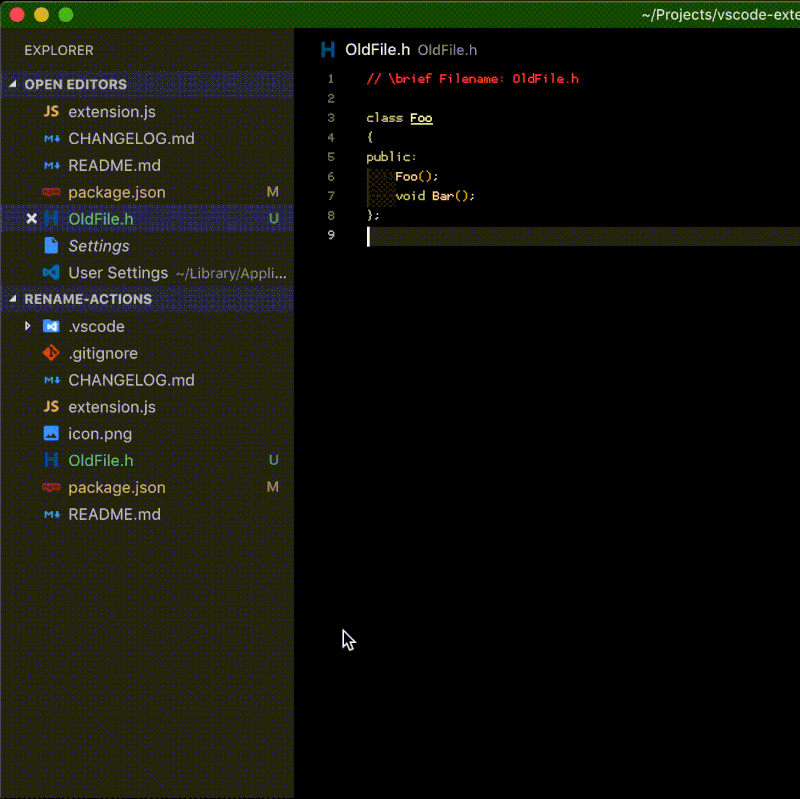 ~/Projects/vscode-exte
EXPLORER
OPEN EDITORS
JS extension.js
M↓ CHANGELOG.md
M↓ README.md
npm package.json M
H OldFile.h U
Settings
User Settings ~/Library/Appli...
RENAME-ACTIONS
.vscode
.gitignore
M↓ CHANGELOG.md
JS extension.js
icon.png
H OldFile.h U
npm package.json M
M↓ README.md
H OldFile.h OldFile.h
1 // \brief Filename: OldFile.h
2
3 class Foo
4 {
5 public:
6 Foo();
7 void Bar();
8 };
9